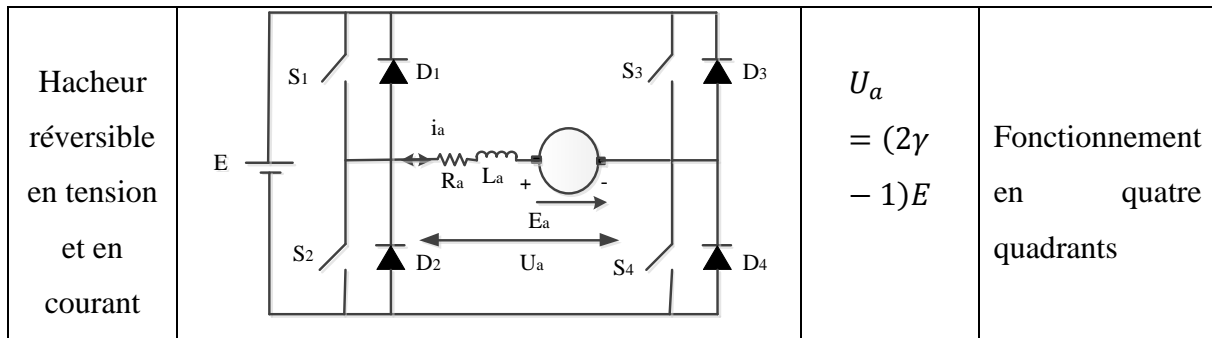 Hacheur
réversible
en tension
et en
courant
S1
D1
S3
D3
E
ia
Ra
La
+
-
Ea
S2
D2
Ua
S4
D4
U_a
= (2γ
− 1)E
Fonctionnement
en quatre
quadrants